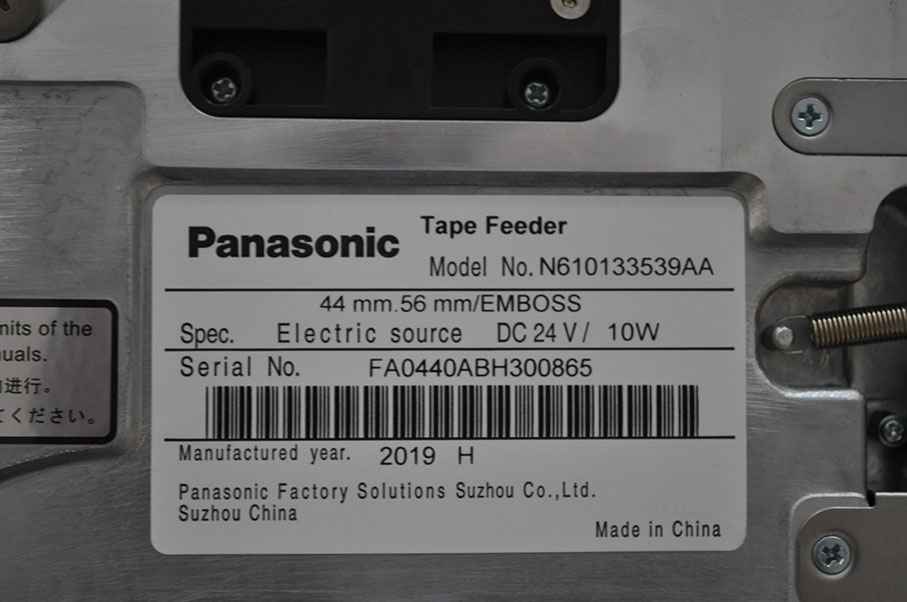 Panasonic
Tape Feeder
Model No. N610133539AA
44 mm.56 mm/EMBOSS
Spec. Electric source DC 24 V/ 10W
Serial No. FA0440ABH300865
Manufactured year. 2019 H
Panasonic Factory Solutions Suzhou Co.,Ltd.
Suzhou China
Made in China
of the
进行。
ください。